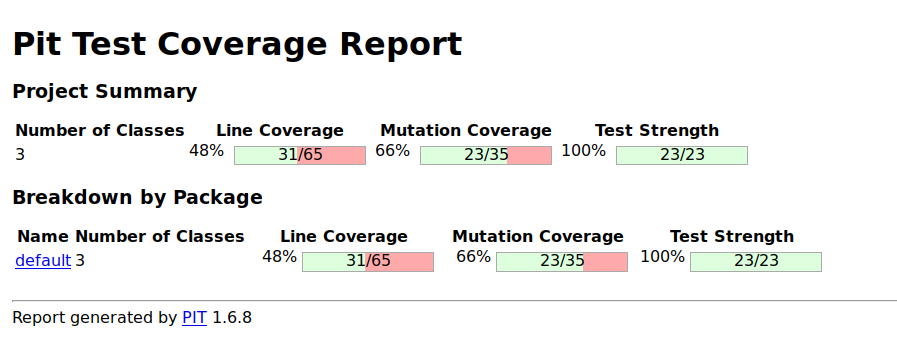 Pit Test Coverage Report
Project Summary
Number of Classes Line Coverage Mutation Coverage Test Strength
3 48% 31/65 66% 23/35 100% 23/23
Breakdown by Package
Name Number of Classes Line Coverage Mutation Coverage Test Strength
default 3 48% 31/65 66% 23/35 100% 23/23
Report generated by PIT 1.6.8